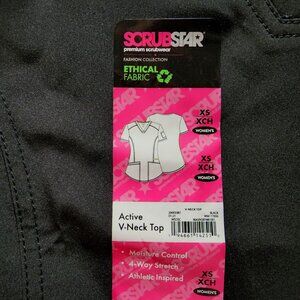 SCRUBSTAR
premium scrubwear
FASHION COLLECTION
ETHICAL
FABRIC
XS
XCH
WOMEN'S
XS
XCH
WOMEN'S
V-NECK TOP
BLACK
Active
V-Neck Top
• Moisture Control
• 4-Way Stretch
• Athletic Inspired
XS
XCH
WOMEN'S